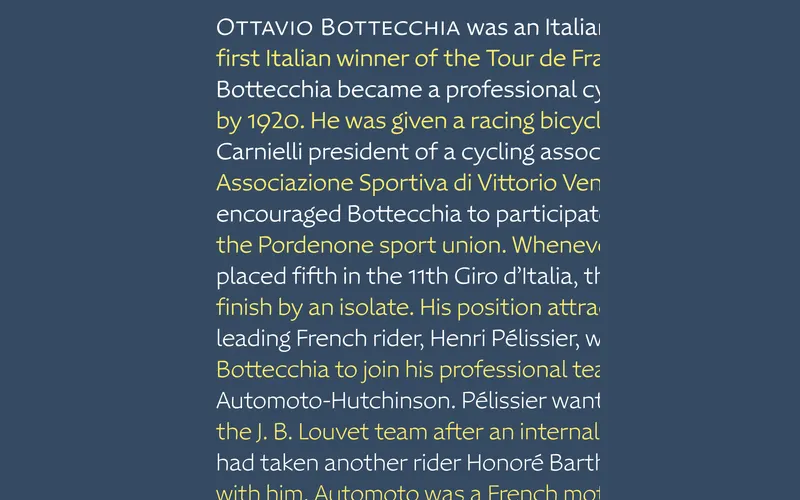 Ottavio Bottecchia was an Italian
first Italian winner of the Tour de Fra
Bottecchia became a professional cy
by 1920. He was given a racing bicycl
Carnielli president of a cycling assoc
Associazione Sportiva di Vittorio Ven
encouraged Bottecchia to participat
the Pordenone sport union. Wheneve
placed fifth in the 11th Giro d’Italia, th
finish by an isolate. His position attrac
leading French rider, Henri Pélissier, w
Bottecchia to join his professional tea
Automoto-Hutchinson. Pélissier want
the J. B. Louvet team after an internal
had taken another rider Honoré Barth
with him. Automoto was a French mot